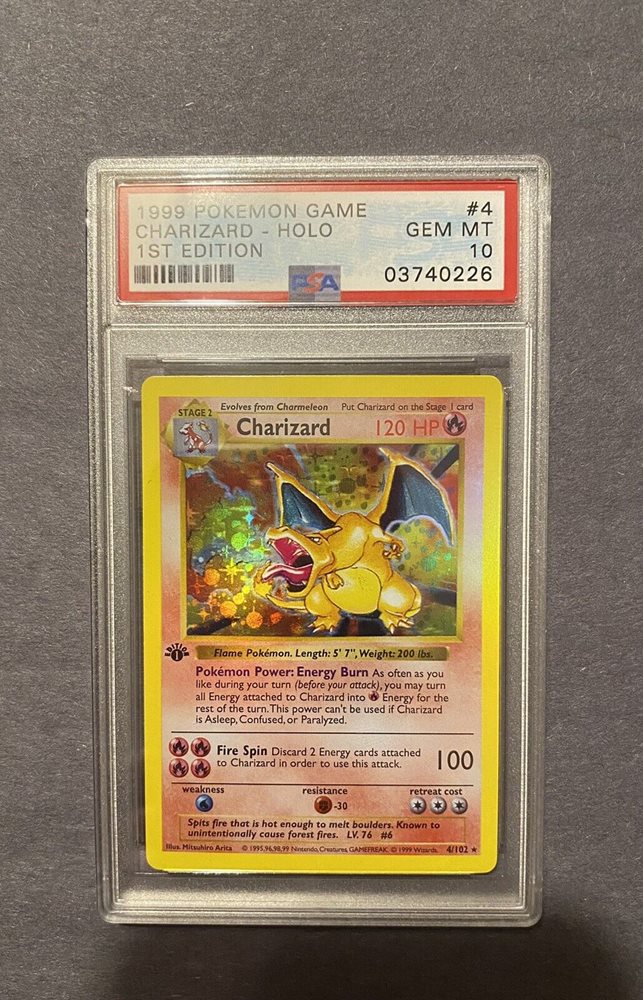 1999 POKEMON GAME #4
CHARIZARD - HOLO GEM MT
1ST EDITION 10
PSA 03740226
STAGE 2 Evolves from Charmeleon Put Charizard on the Stage 1 card
Charizard 120 HP
EDITION 1
Flame Pokémon. Length: 5' 7", Weight: 200 lbs.
Pokémon Power: Energy Burn As often as you
like during your turn (before your attack), you may turn
all Energy attached to Charizard into Energy for the
rest of the turn. This power can't be used if Charizard
is Asleep, Confused, or Paralyzed.
Fire Spin Discard 2 Energy cards attached
to Charizard in order to use this attack. 100
weakness resistance retreat cost
-30
Spits fire that is hot enough to melt boulders. Known to
unintentionally cause forest fires. LV. 76 #6
Illus. Mitsuhiro Arita © 1995, 96, 98, 99 Nintendo, Creatures, GAMEFREAK. © 1999 Wizards. 4/102 ★